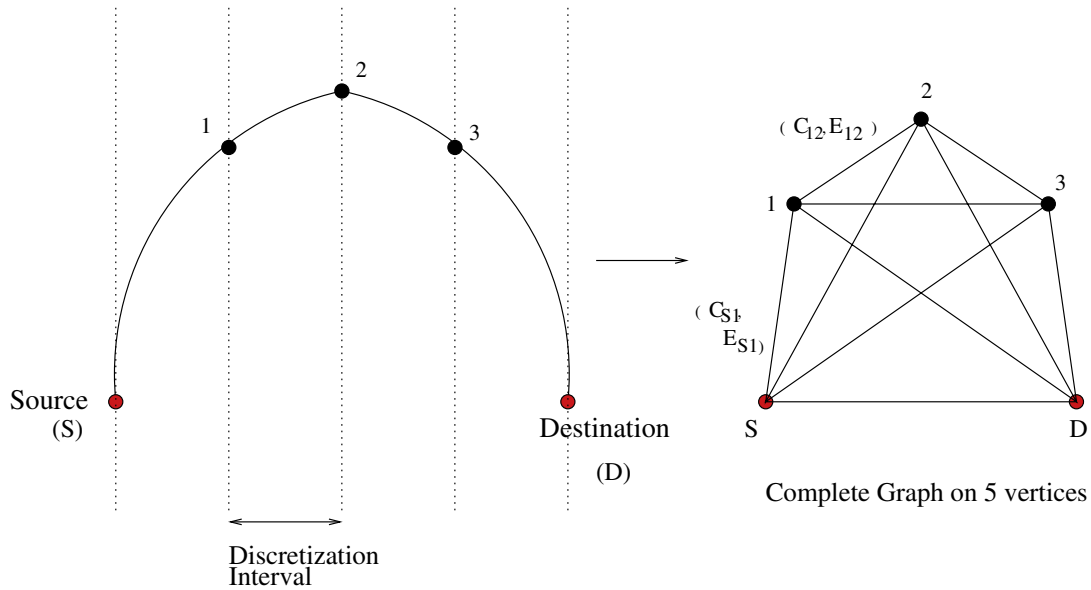 2
1
3
Source
(S)
Destination
(D)
Discretization
Interval
2
( C12,E12 )
1
3
( CS1,
ES1)
S
D
Complete Graph on 5 vertices